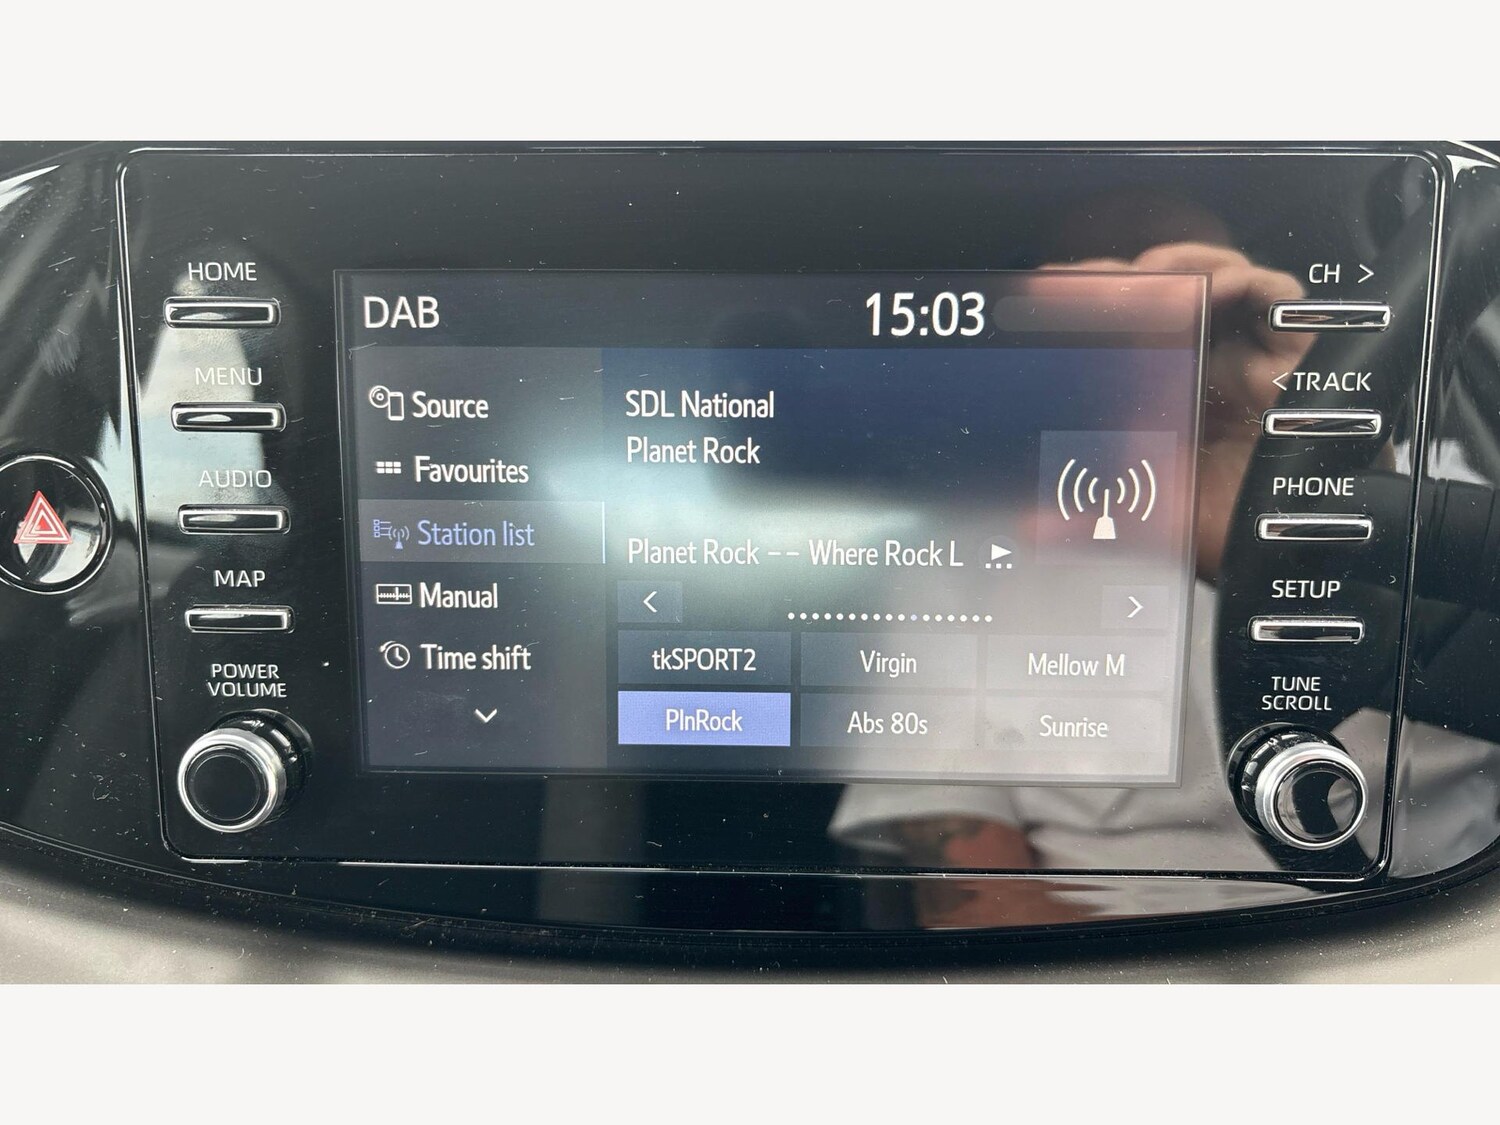 HOME
MENU
AUDIO
MAP
POWER
VOLUME
DAB
15:03
Source
Favourites
Station list
Manual
Time shift
SDL National
Planet Rock
Planet Rock -- Where Rock L
tkSPORT2
Virgin
Mellow M
PlnRock
Abs 80s
Sunrise
CH >
< TRACK
PHONE
SETUP
TUNE
SCROLL